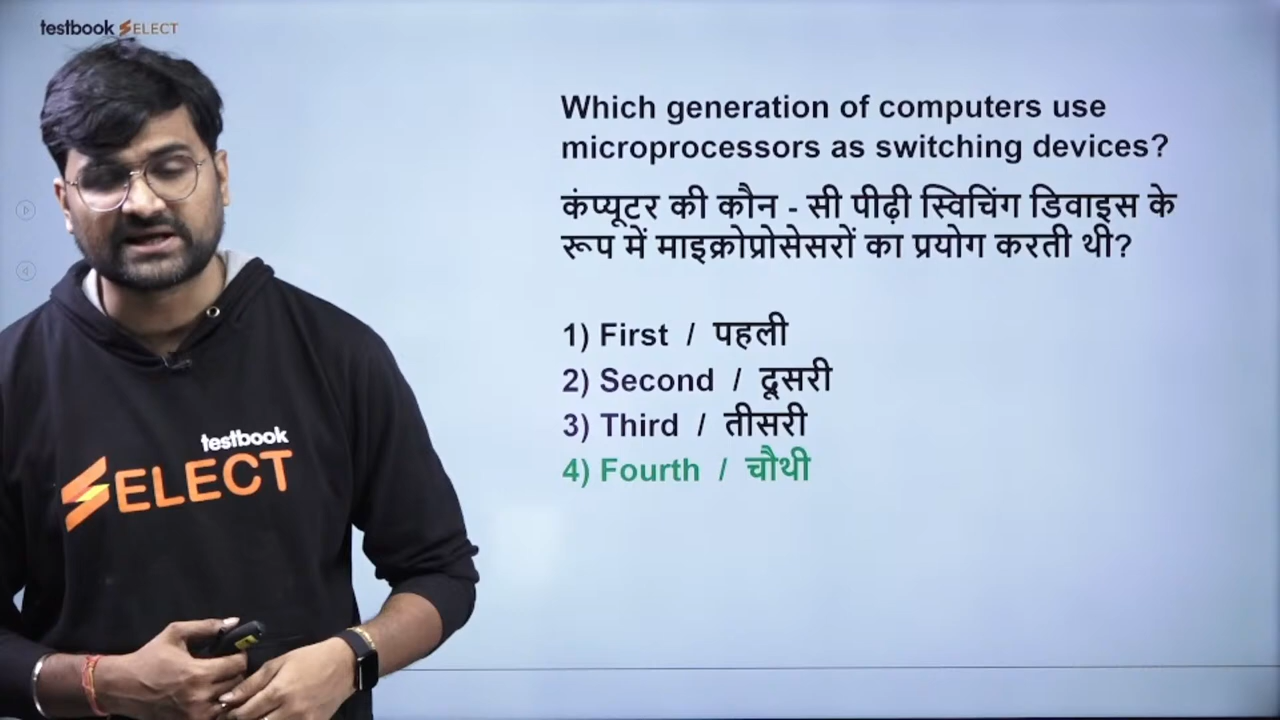 testbook SELECT
Which generation of computers use
microprocessors as switching devices?
कंप्यूटर की कौन - सी पीढ़ी स्विचिंग डिवाइस के
रूप में माइक्रोप्रोसेसरों का प्रयोग करती थी?
1) First / पहली
2) Second / दूसरी
3) Third / तीसरी
4) Fourth / चौथी
testbook
SELECT